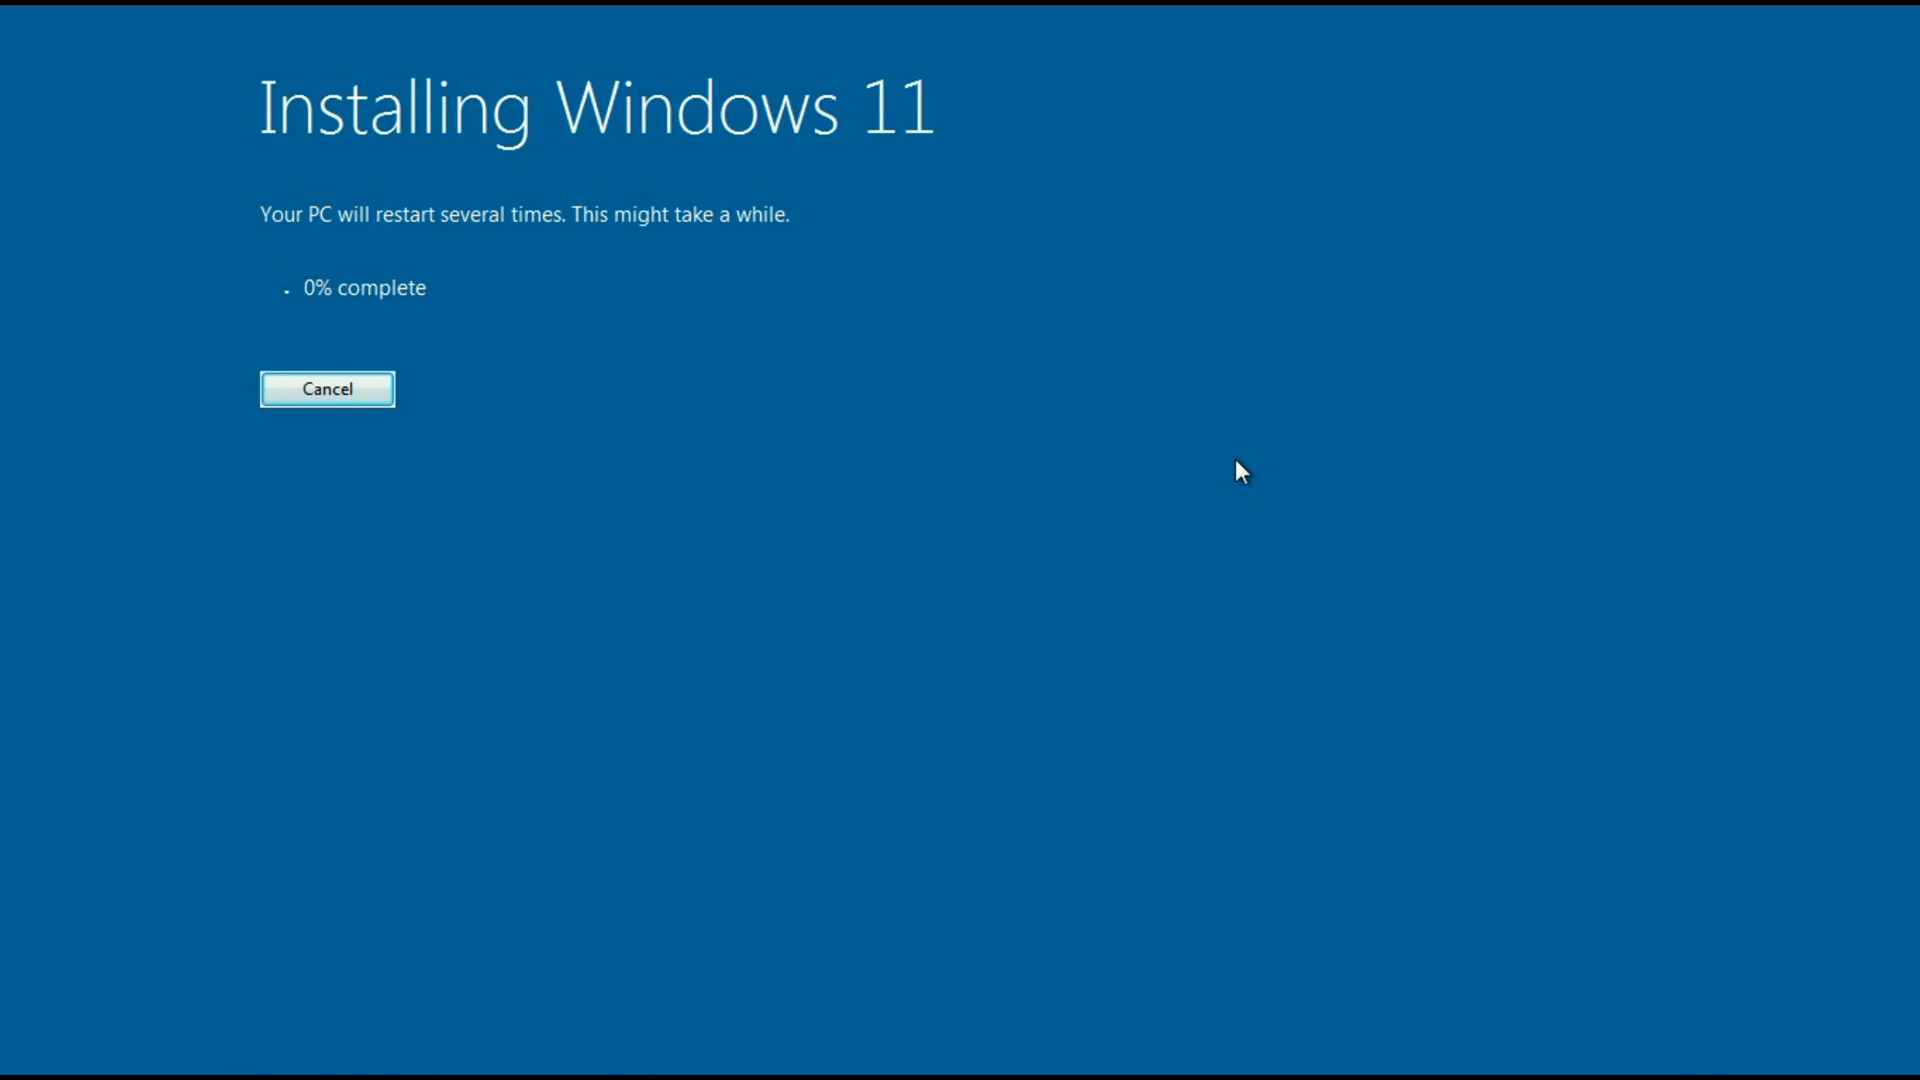 Installing Windows 11
Your PC will restart several times. This might take a while.
0% complete
Cancel